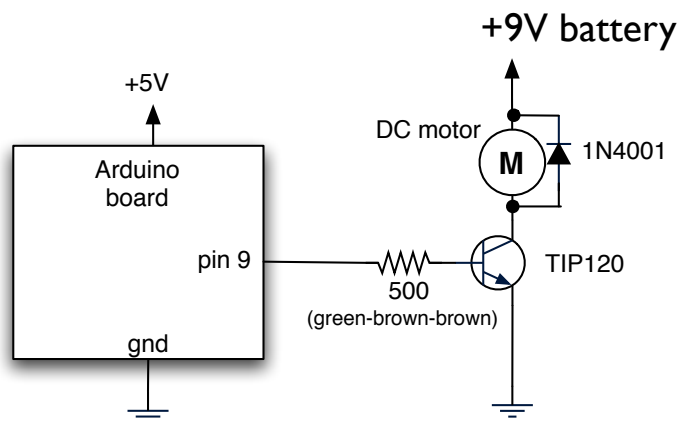 +9V battery
+5V
DC motor
M
1N4001
Arduino
board
pin 9
TIP120
500
(green-brown-brown)
gnd